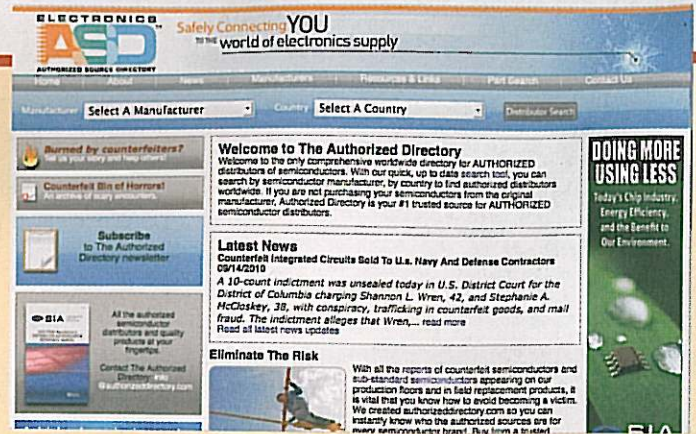 ELECTRONICS
ASD
AUTHORIZED SOURCE DIRECTORY
Safely Connecting YOU
TO THE world of electronics supply
Home About News Manufacturers Resources & Links Part Search Contact Us
Manufacturer Select A Manufacturer Country Select A Country Distributor Search
Burned by counterfeiters?
Tell us your story and help others!
Counterfeit Bin of Horrors!
Subscribe
to The Authorized
Directory newsletter
SIA
All the authorized
semiconductor
distributors and quality
products at your
fingertips.
Contact The Authorized
Directory: info
@authorizeddirectory.com
Welcome to The Authorized Directory
Welcome to the only comprehensive worldwide directory for AUTHORIZED
distributors of semiconductors. With our quick, up to date search tool, you can
search by semiconductor manufacturer, by country to find authorized distributors
worldwide. If you are not purchasing your semiconductors from the original
manufacturer, Authorized Directory is your #1 trusted source for AUTHORIZED
semiconductor distributors.
Latest News
Counterfeit Integrated Circuits Sold To U.s. Navy And Defense Contractors
09/14/2010
A 10-count indictment was unsealed today in U.S. District Court for the
District of Columbia charging Shannon L. Wren, 42, and Stephanie A.
McCloskey, 38, with conspiracy, trafficking in counterfeit goods, and mail
fraud. The indictment alleges that Wren,... read more
Read all latest news updates
Eliminate The Risk
With all the reports of counterfeit semiconductors and
sub-standard semiconductors appearing on our
production floors and in field replacement products, it
is vital that you know how to avoid becoming a victim.
We created authorizeddirectory.com so you can
instantly know who the authorized sources are for
every semiconductor brand. Buy from a trusted
DOING MORE
USING LESS
Today's Chip Industry,
Energy Efficiency,
and the Benefit to
Our Environment.
SIA